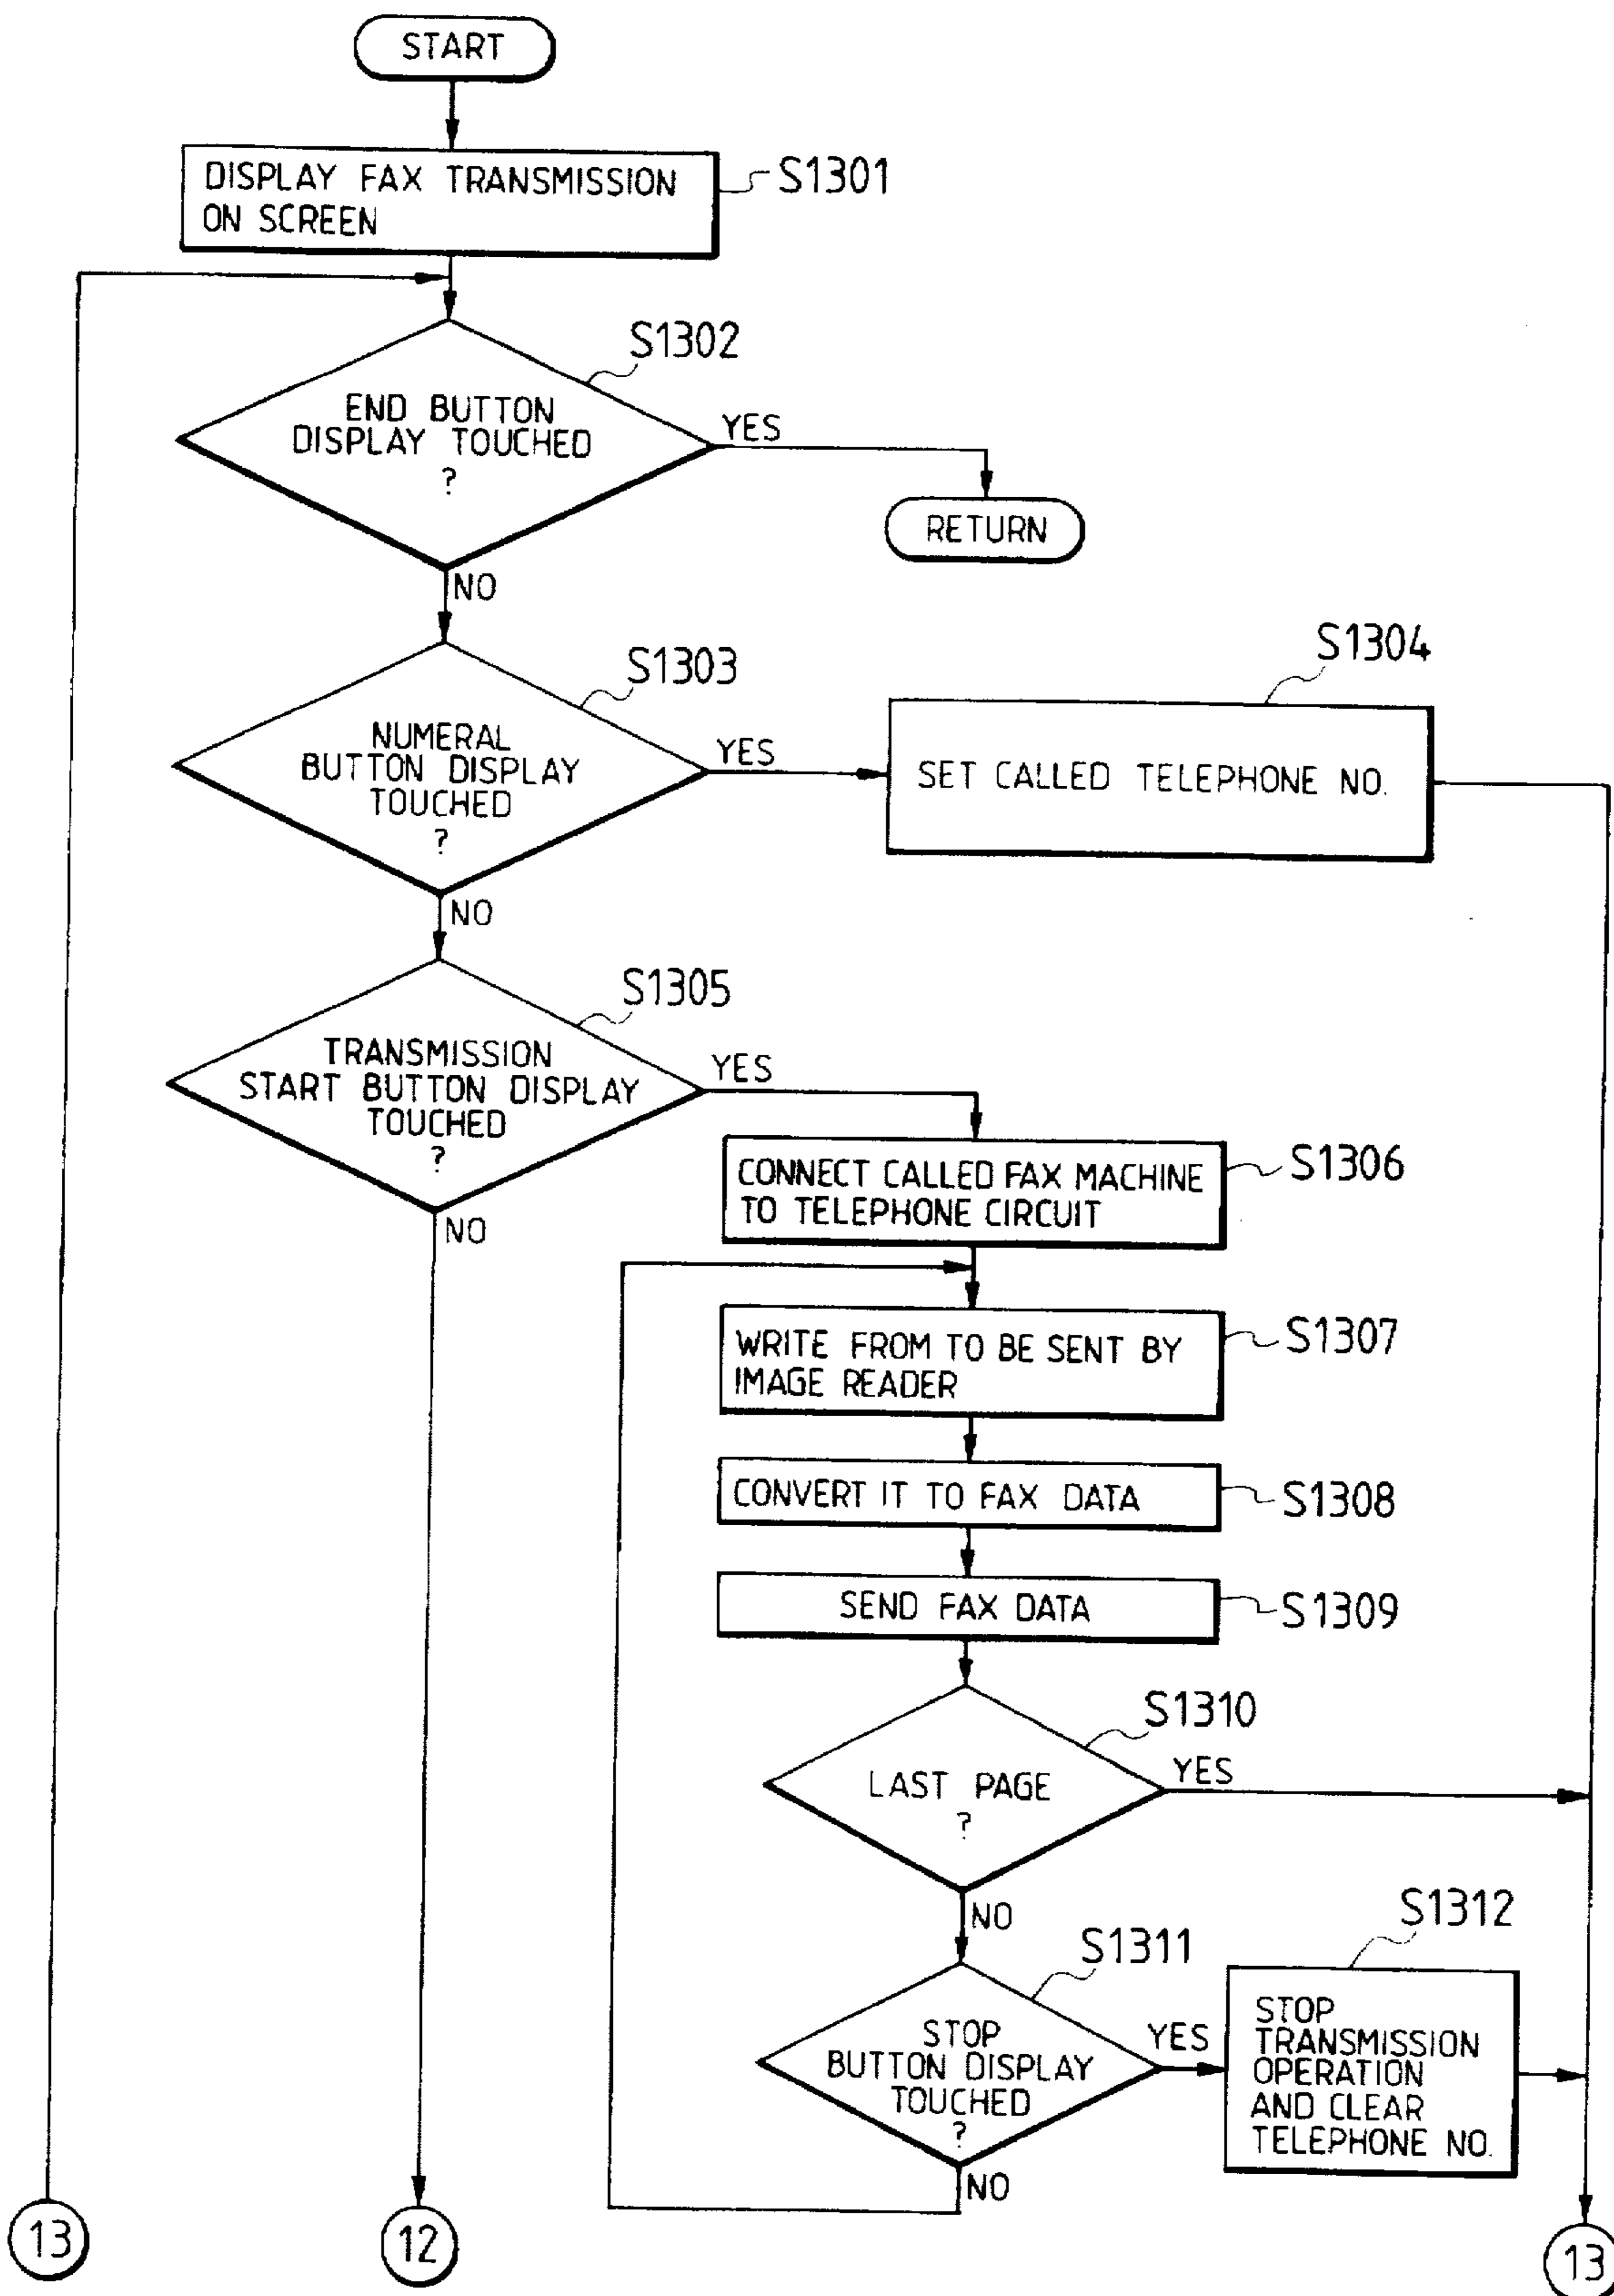 START
DISPLAY FAX TRANSMISSION
ON SCREEN
S1301
S1302
END BUTTON
DISPLAY TOUCHED
?
YES
RETURN
NO
S1303
NUMERAL
BUTTON DISPLAY
TOUCHED
?
YES
S1304
SET CALLED TELEPHONE NO.
NO
S1305
TRANSMISSION
START BUTTON DISPLAY
TOUCHED
?
YES
NO
CONNECT CALLED FAX MACHINE
TO TELEPHONE CIRCUIT
S1306
WRITE FROM TO BE SENT BY
IMAGE READER
S1307
CONVERT IT TO FAX DATA
S1308
SEND FAX DATA
S1309
S1310
LAST PAGE
?
YES
NO
S1311
STOP
BUTTON DISPLAY
TOUCHED
?
YES
NO
S1312
STOP
TRANSMISSION
OPERATION
AND CLEAR
TELEPHONE NO.
13
12
13